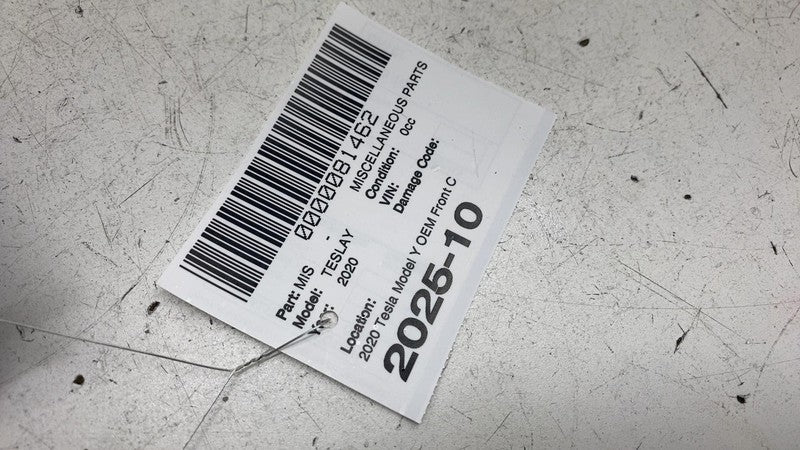 0000081462
Part: MIS - MISCELLANEOUS PARTS
Model: TESLAY Condition: 0cc
2020 VIN:
Damage Code:
Location:
2020 Tesla Model Y OEM Front C
2025-10